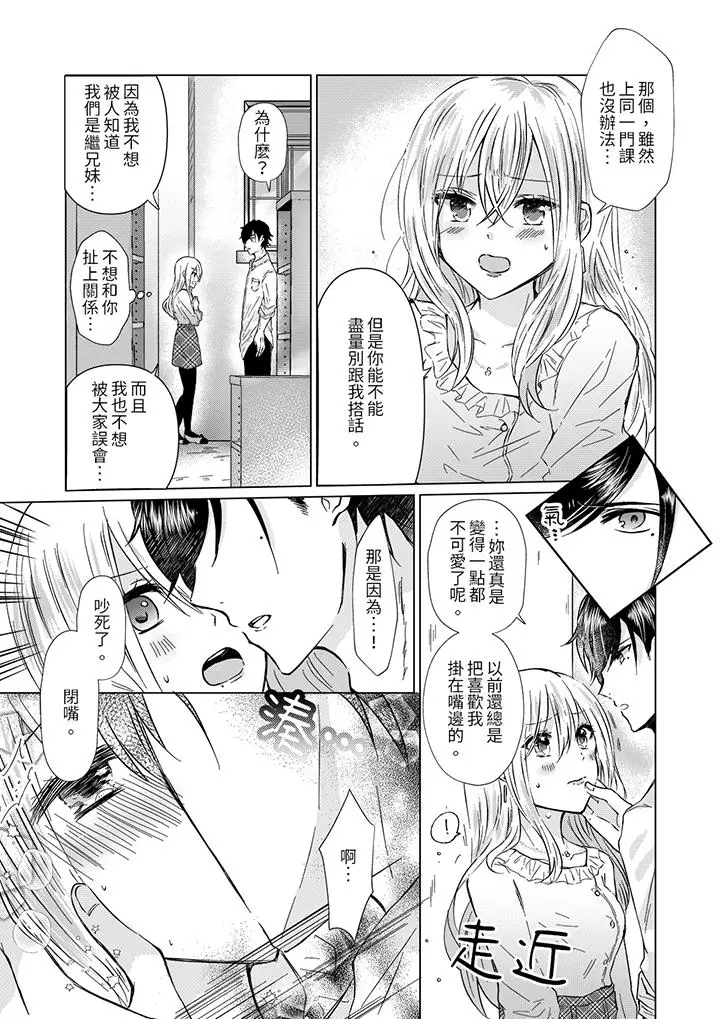 那個，雖然
上同一門課
也沒辦法…
但是你能不能
盡量別跟我搭話。
為什麼？
因為我不想
被人知道
我們是繼兄妹…
不想和你
扯上關係…
而且
我也不想
被大家誤會…
氣…
…妳還真是
變得一點都
不可愛了呢。
以前還總是
把喜歡我
掛在嘴邊的。
！
走近
那是因為…！
吵死了。
閉嘴。
湊…
啊…